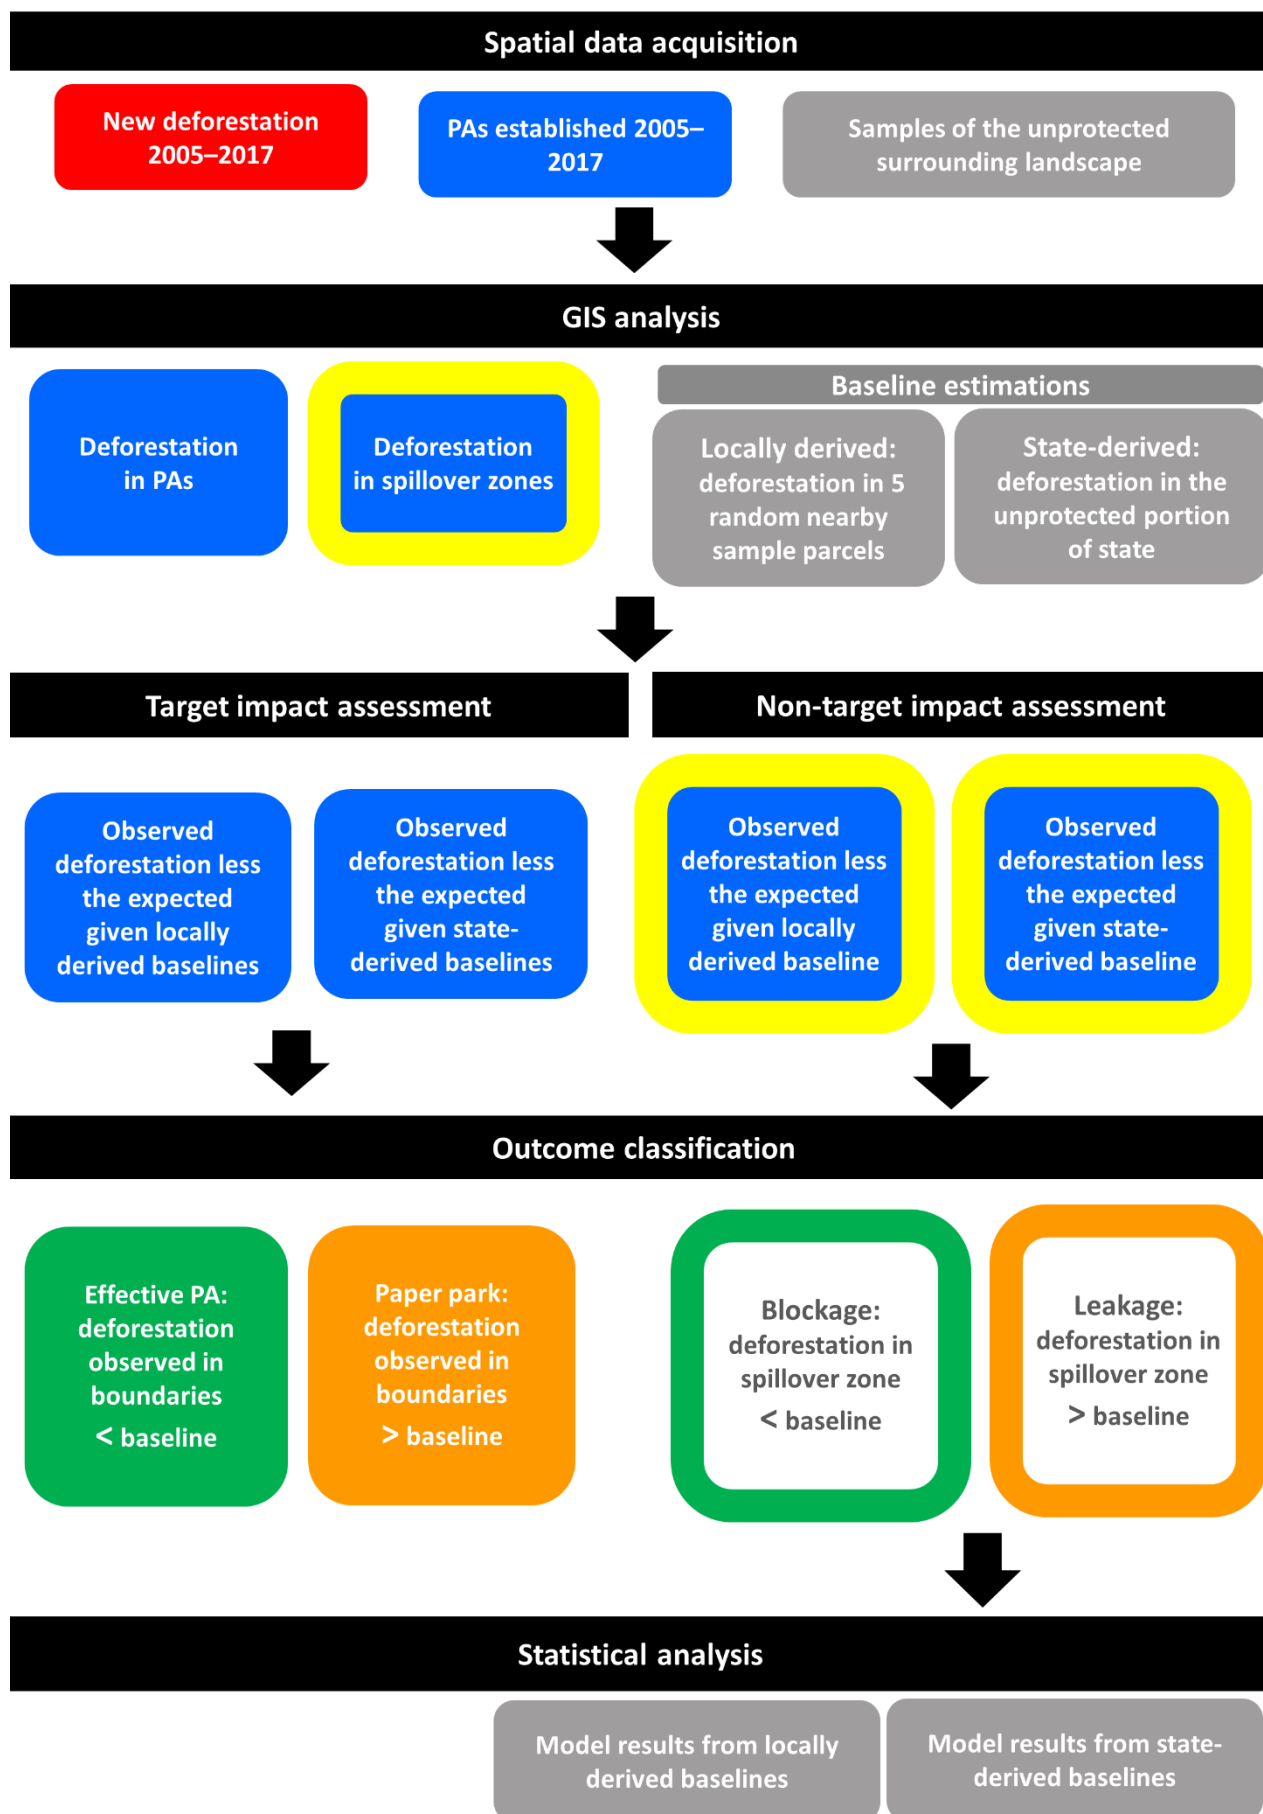 Spatial data acquisition
New deforestation
2005–2017
PAs established 2005–
2017
Samples of the unprotected
surrounding landscape
GIS analysis
Deforestation
in PAs
Deforestation
in spillover zones
Baseline estimations
Locally derived:
deforestation in 5
random nearby
sample parcels
State-derived:
deforestation in the
unprotected portion
of state
Target impact assessment
Non-target impact assessment
Observed
deforestation less
the expected
given locally
derived baselines
Observed
deforestation less
the expected
given state-
derived baselines
Observed
deforestation less
the expected
given locally
derived baseline
Observed
deforestation less
the expected
given state-
derived baseline
Outcome classification
Effective PA:
deforestation
observed in
boundaries
< baseline
Paper park:
deforestation
observed in
boundaries
> baseline
Blockage:
deforestation in
spillover zone
< baseline
Leakage:
deforestation in
spillover zone
> baseline
Statistical analysis
Model results from locally
derived baselines
Model results from state-
derived baselines